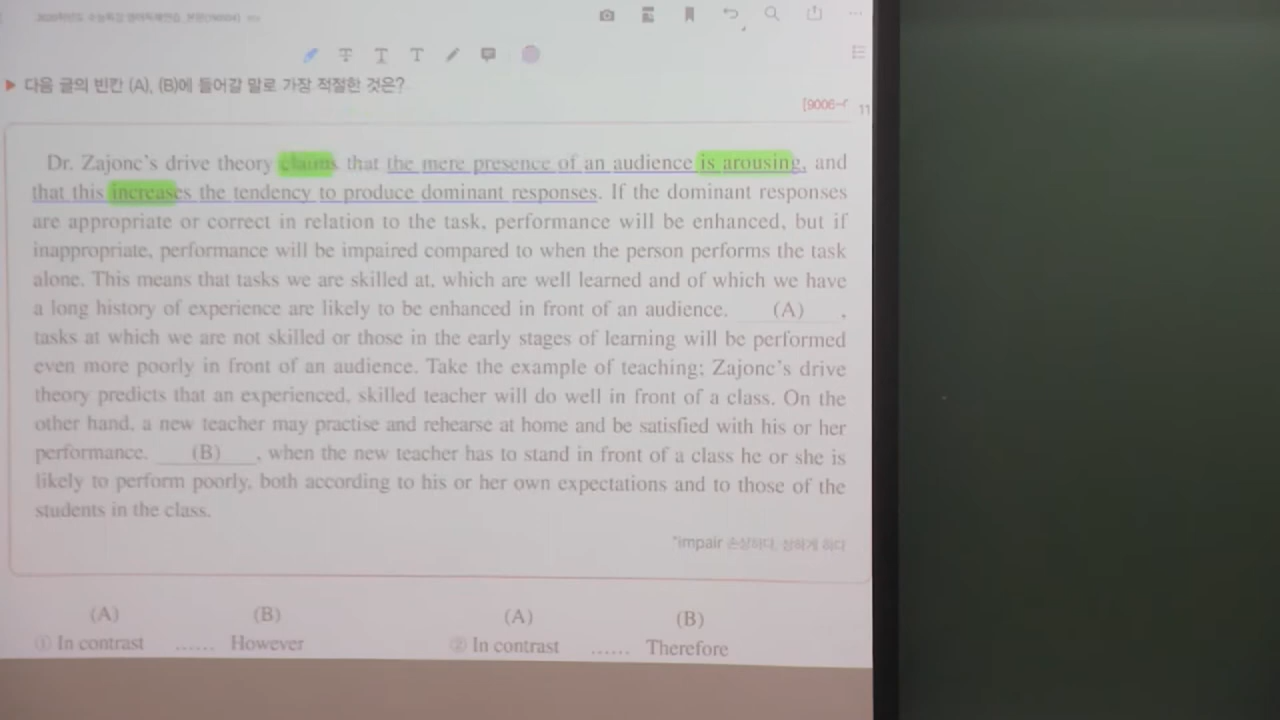 ▶ 다음 글의 빈칸 (A), (B)에 들어갈 말로 가장 적절한 것은?
[9006-r 11
Dr. Zajonc's drive theory claims that the mere presence of an audience is arousing, and
that this increases the tendency to produce dominant responses. If the dominant responses
are appropriate or correct in relation to the task, performance will be enhanced, but if
inappropriate, performance will be impaired compared to when the person performs the task
alone. This means that tasks we are skilled at, which are well learned and of which we have
a long history of experience are likely to be enhanced in front of an audience. (A) ,
tasks at which we are not skilled or those in the early stages of learning will be performed
even more poorly in front of an audience. Take the example of teaching; Zajonc's drive
theory predicts that an experienced, skilled teacher will do well in front of a class. On the
other hand, a new teacher may practise and rehearse at home and be satisfied with his or her
performance. (B) , when the new teacher has to stand in front of a class he or she is
likely to perform poorly, both according to his or her own expectations and to those of the
students in the class.
*impair 손상하다, 상하게 하다
(A) (B) (A) (B)
① In contrast ...... However ② In contrast ...... Therefore